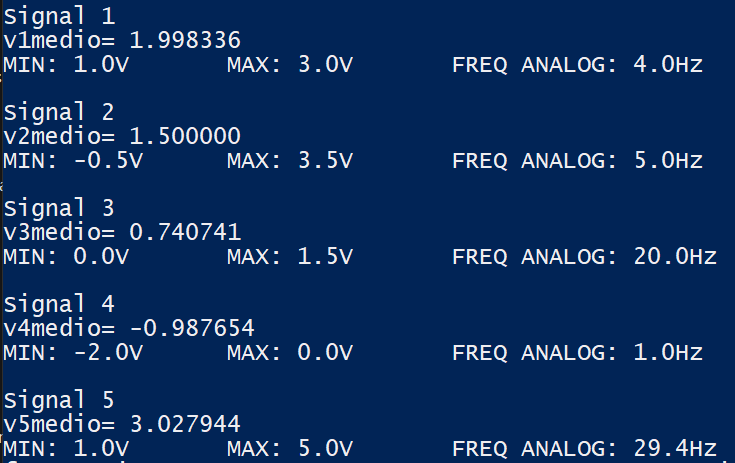 Signal 1
v1medio= 1.998336
MIN: 1.0V MAX: 3.0V FREQ ANALOG: 4.0Hz
Signal 2
v2medio= 1.500000
MIN: -0.5V MAX: 3.5V FREQ ANALOG: 5.0Hz
Signal 3
v3medio= 0.740741
MIN: 0.0V MAX: 1.5V FREQ ANALOG: 20.0Hz
Signal 4
v4medio= -0.987654
MIN: -2.0V MAX: 0.0V FREQ ANALOG: 1.0Hz
Signal 5
v5medio= 3.027944
MIN: 1.0V MAX: 5.0V FREQ ANALOG: 29.4Hz